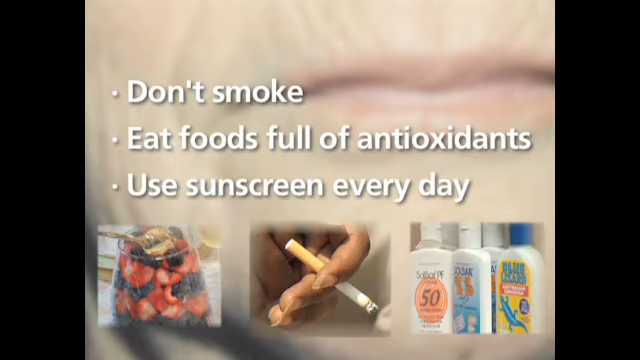 · Don't smoke
· Eat foods full of antioxidants
· Use sunscreen every day
50